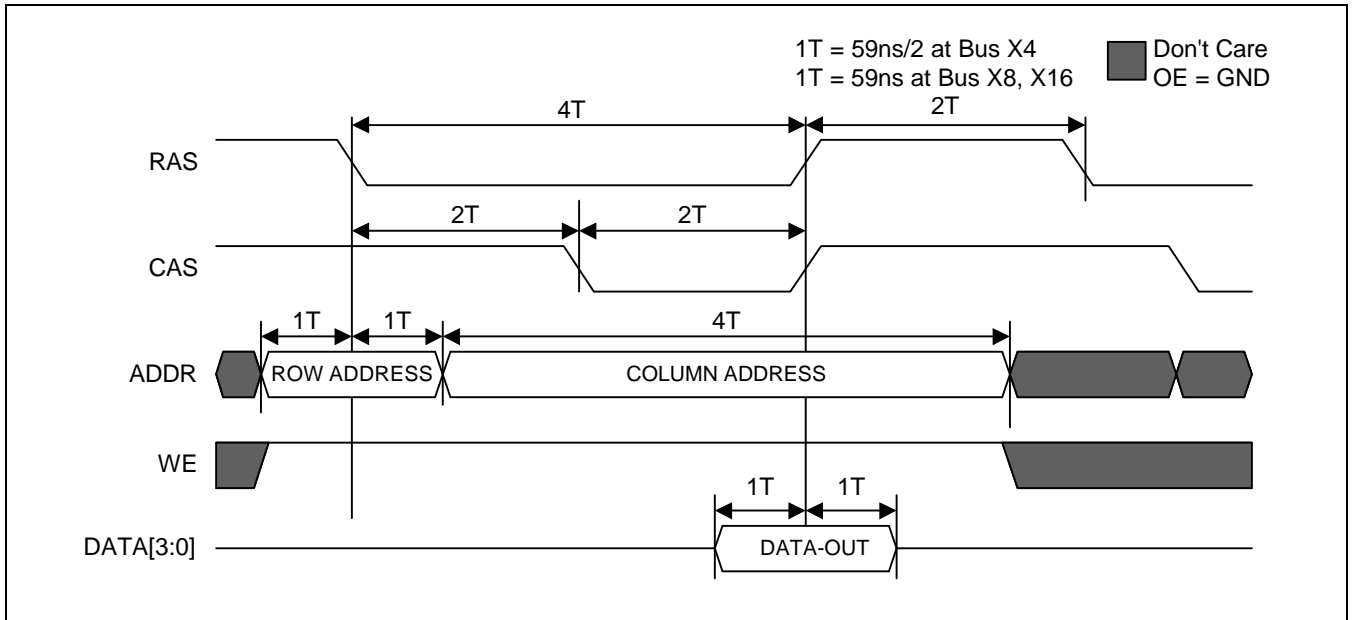 1T = 59ns/2 at Bus X4
1T = 59ns at Bus X8, X16
Don't Care
OE = GND
4T
2T
RAS
2T
2T
CAS
1T
1T
4T
ADDR
ROW ADDRESS
COLUMN ADDRESS
WE
1T
1T
DATA[3:0]
DATA-OUT